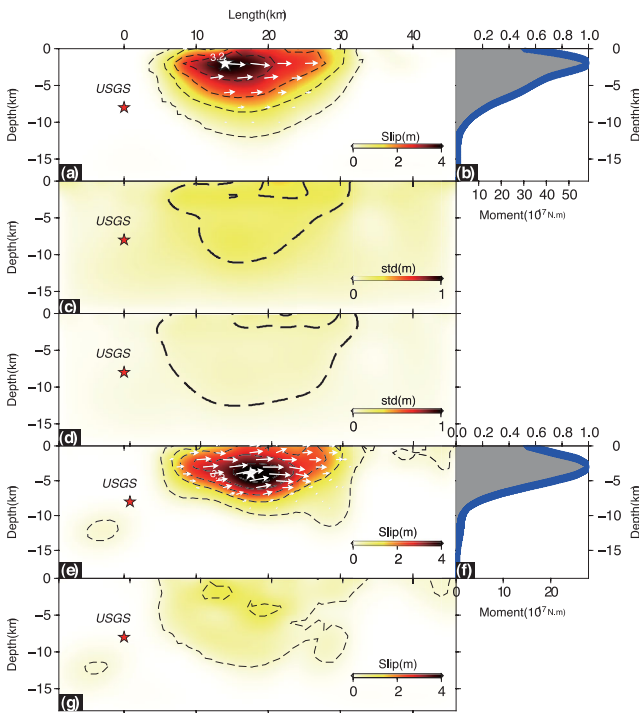 Length(km)
0 10 20 30 40
0.2 0.4 0.6 0.8 1.0
Depth(km)
0
−5
−10
−15
3.2
USGS
Slip(m)
0 2 4
(a)
(b)
0
−5
−10
−15
Depth(km)
10 20 30 40 50
Moment(10^7 N.m)
Depth(km)
0
−5
−10
−15
USGS
std(m)
0 1
(c)
Depth(km)
0
−5
−10
USGS
std(m)
0 1
(d)
0.0 0.2 0.4 0.6 0.8 1.0
Depth(km)
0
−5
−10
−15
USGS
Slip(m)
0 2 4
(e)
(f)
0
−5
−10
−15
Depth(km)
10 20
Moment(10^7 N.m)
Depth(km)
0
−5
−10
−15
USGS
Slip(m)
0 2 4
(g)